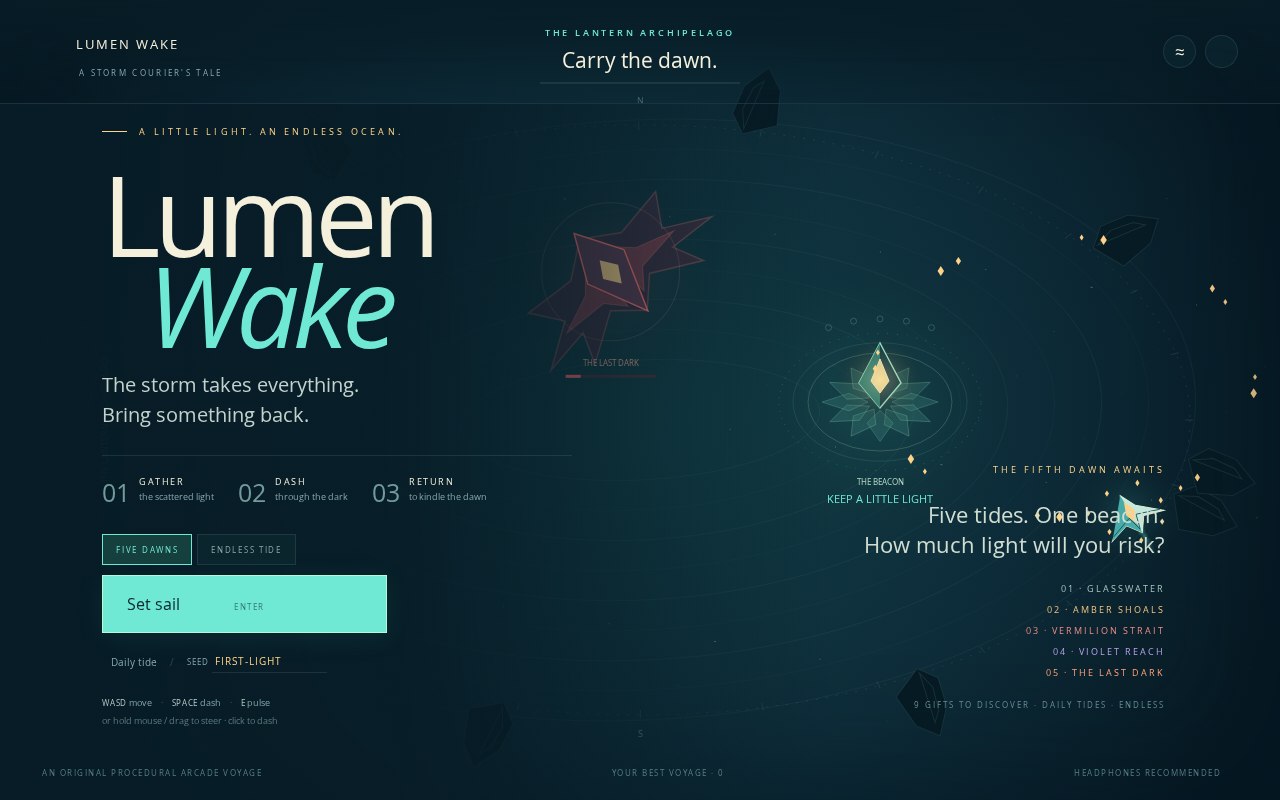 LUMEN WAKE
A STORM COURIER'S TALE
THE LANTERN ARCHIPELAGO
Carry the dawn.
≈
N
A LITTLE LIGHT. AN ENDLESS OCEAN.
Lumen
Wake
The storm takes everything.
Bring something back.
01 GATHER
the scattered light
02 DASH
through the dark
03 RETURN
to kindle the dawn
FIVE DAWNS
ENDLESS TIDE
Set sail ENTER
Daily tide / SEED FIRST-LIGHT
WASD move · SPACE dash · E pulse
or hold mouse / drag to steer · click to dash
THE LAST DARK
THE BEACON
KEEP A LITTLE LIGHT
THE FIFTH DAWN AWAITS
Five tides. One beacon.
How much light will you risk?
01 · GLASSWATER
02 · AMBER SHOALS
03 · VERMILION STRAIT
04 · VIOLET REACH
05 · THE LAST DARK
9 GIFTS TO DISCOVER · DAILY TIDES · ENDLESS
S
AN ORIGINAL PROCEDURAL ARCADE VOYAGE
YOUR BEST VOYAGE · 0
HEADPHONES RECOMMENDED